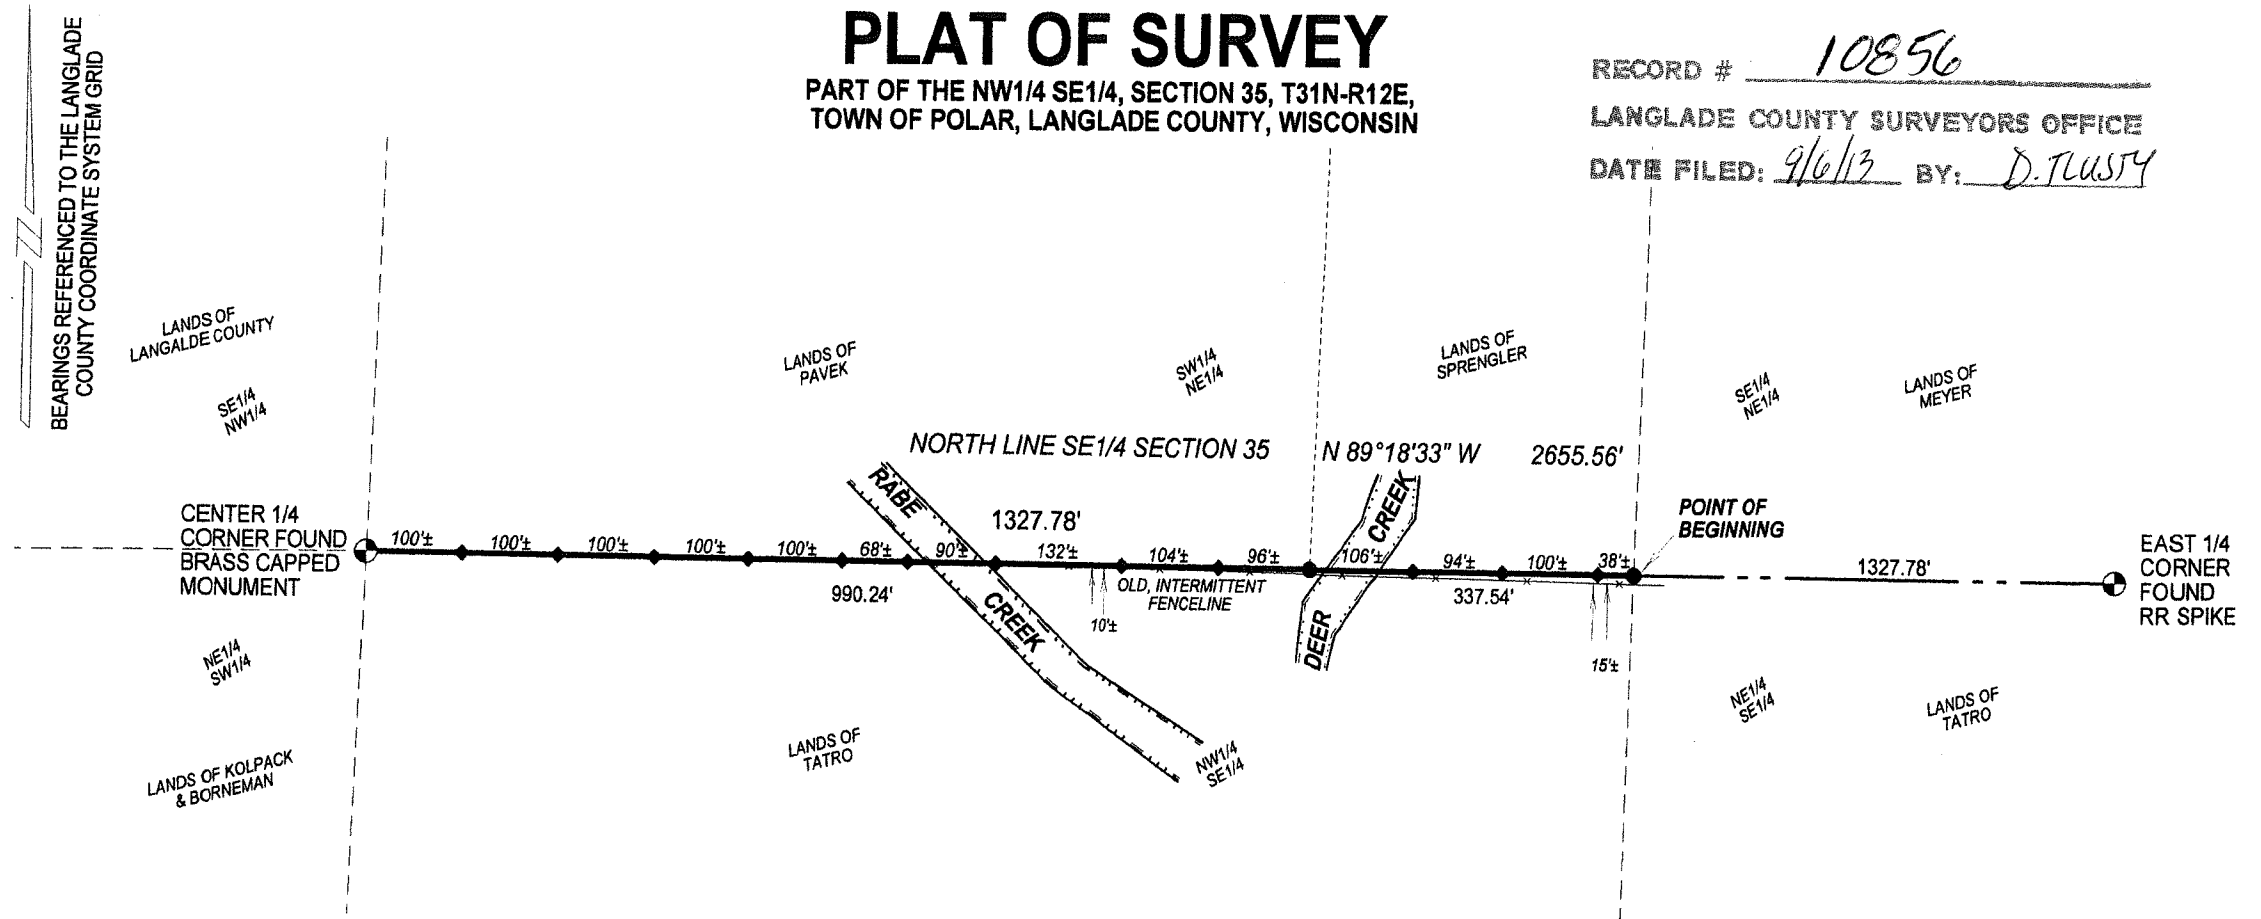 PLAT OF SURVEY
PART OF THE NW1/4 SE1/4, SECTION 35, T31N-R12E,
TOWN OF POLAR, LANGLADE COUNTY, WISCONSIN
RECORD # 10856
LANGLADE COUNTY SURVEYORS OFFICE
DATE FILED: 9/6/13 BY: D. TLUSTY
BEARINGS REFERENCED TO THE LANGLADE
COUNTY COORDINATE SYSTEM GRID
N
LANDS OF
LANGALDE COUNTY
SE1/4
NW1/4
LANDS OF
PAVEK
SW1/4
NE1/4
LANDS OF
SPRENGLER
SE1/4
NE1/4
LANDS OF
MEYER
NORTH LINE SE1/4 SECTION 35 N 89°18'33" W 2655.56'
CENTER 1/4
CORNER FOUND
BRASS CAPPED
MONUMENT
RABE
CREEK
1327.78'
100'± 100'± 100'± 100'± 100'± 68'± 90'± 132'± 104'± 96'± 106'± 94'± 100'± 38'±
990.24'
10'±
OLD, INTERMITTENT
FENCELINE
DEER
CREEK
337.54'
15'±
POINT OF
BEGINNING
1327.78'
EAST 1/4
CORNER
FOUND
RR SPIKE
NE1/4
SW1/4
LANDS OF KOLPACK
& BORNEMAN
LANDS OF
TATRO
NW1/4
SE1/4
NE1/4
SE1/4
LANDS OF
TATRO